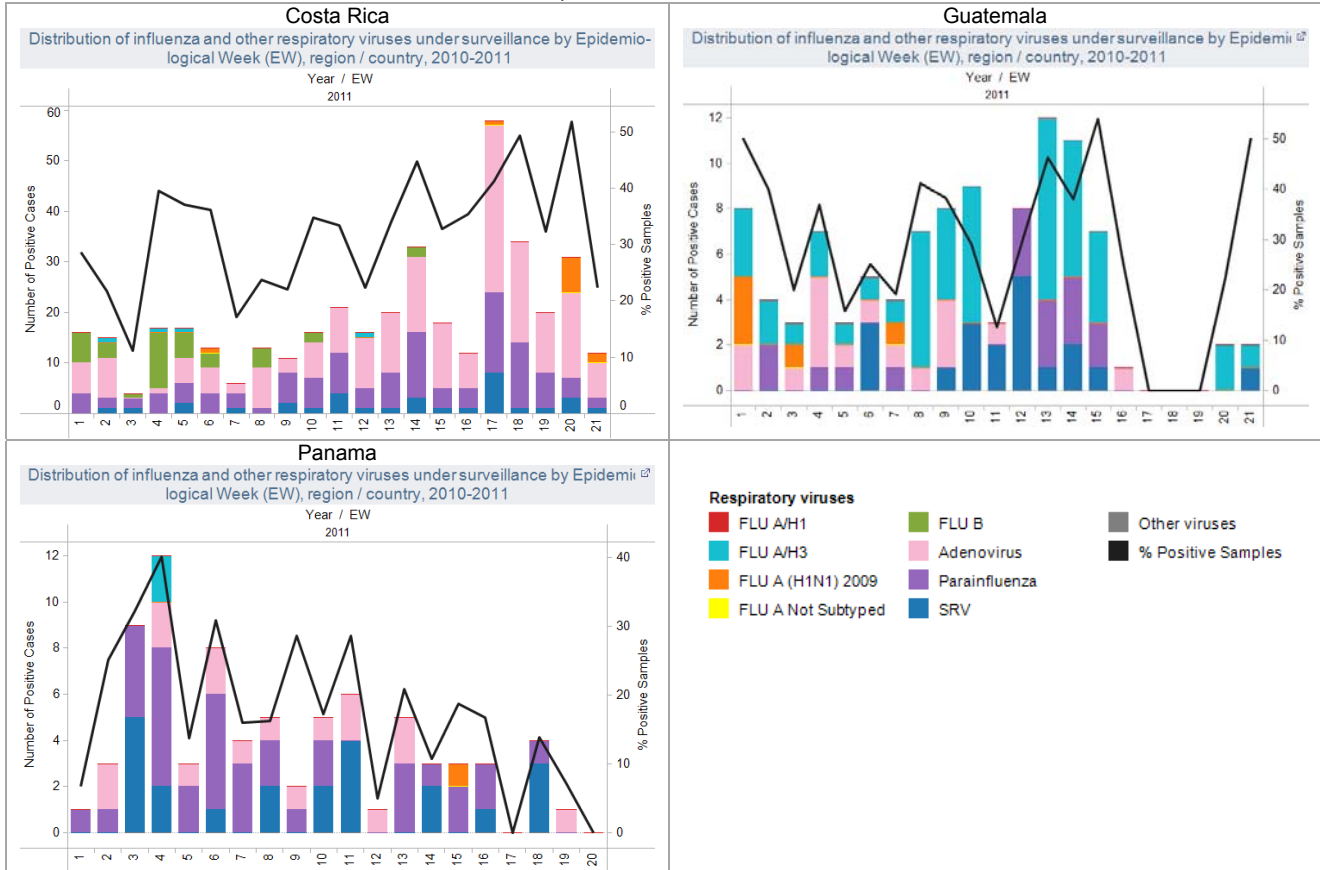 Costa Rica
Distribution of influenza and other respiratory viruses under surveillance by Epidemio-
logical Week (EW), region / country, 2010-2011
Year / EW
2011
Number of Positive Cases
60
50
40
30
20
10
0
% Positive Samples
50
40
30
20
10
0
1 2 3 4 5 6 7 8 9 10 11 12 13 14 15 16 17 18 19 20 21
Guatemala
Distribution of influenza and other respiratory viruses under surveillance by Epidemi
logical Week (EW), region / country, 2010-2011
Year / EW
2011
Number of Positive Cases
12
10
8
6
4
2
0
% Positive Samples
50
40
30
20
10
0
1 2 3 4 5 6 7 8 9 10 11 12 13 14 15 16 17 18 19 20 21
Panama
Distribution of influenza and other respiratory viruses under surveillance by Epidemi
logical Week (EW), region / country, 2010-2011
Year / EW
2011
Number of Positive Cases
12
10
8
6
4
2
0
% Positive Samples
40
30
20
10
0
1 2 3 4 5 6 7 8 9 10 11 12 13 14 15 16 17 18 19 20
Respiratory viruses
FLU A/H1
FLU A/H3
FLU A (H1N1) 2009
FLU A Not Subtyped
FLU B
Adenovirus
Parainfluenza
SRV
Other viruses
% Positive Samples